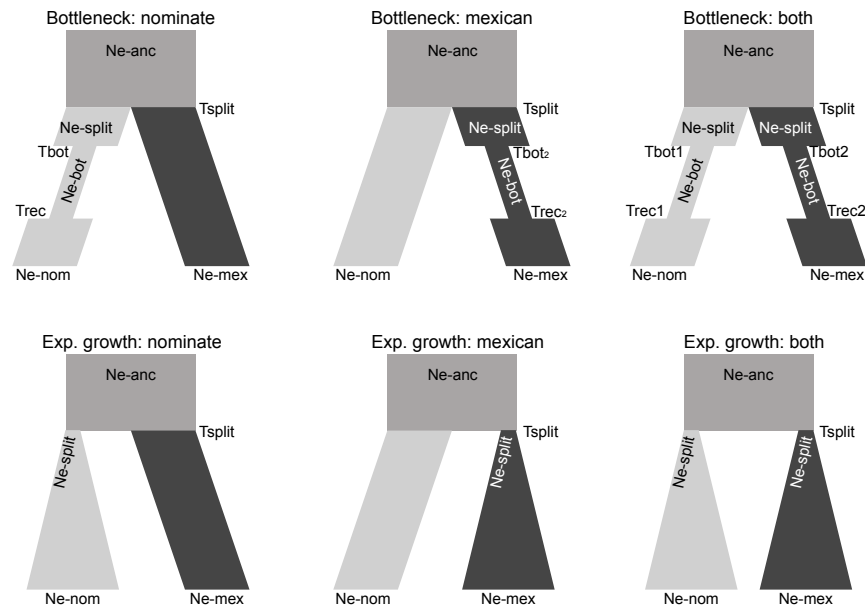 Bottleneck: nominate
Ne-anc
Tsplit
Ne-split
Tbot
Ne-bot
Trec
Ne-nom
Ne-mex
Bottleneck: mexican
Ne-anc
Tsplit
Ne-split
Tbot2
Ne-bot
Trec2
Ne-nom
Ne-mex
Bottleneck: both
Ne-anc
Tsplit
Ne-split
Ne-split
Tbot1
Tbot2
Ne-bot
Ne-bot
Trec1
Trec2
Ne-nom
Ne-mex
Exp. growth: nominate
Ne-anc
Tsplit
Ne-split
Ne-nom
Ne-mex
Exp. growth: mexican
Ne-anc
Tsplit
Ne-split
Ne-nom
Ne-mex
Exp. growth: both
Ne-anc
Tsplit
Ne-split
Ne-split
Ne-nom
Ne-mex